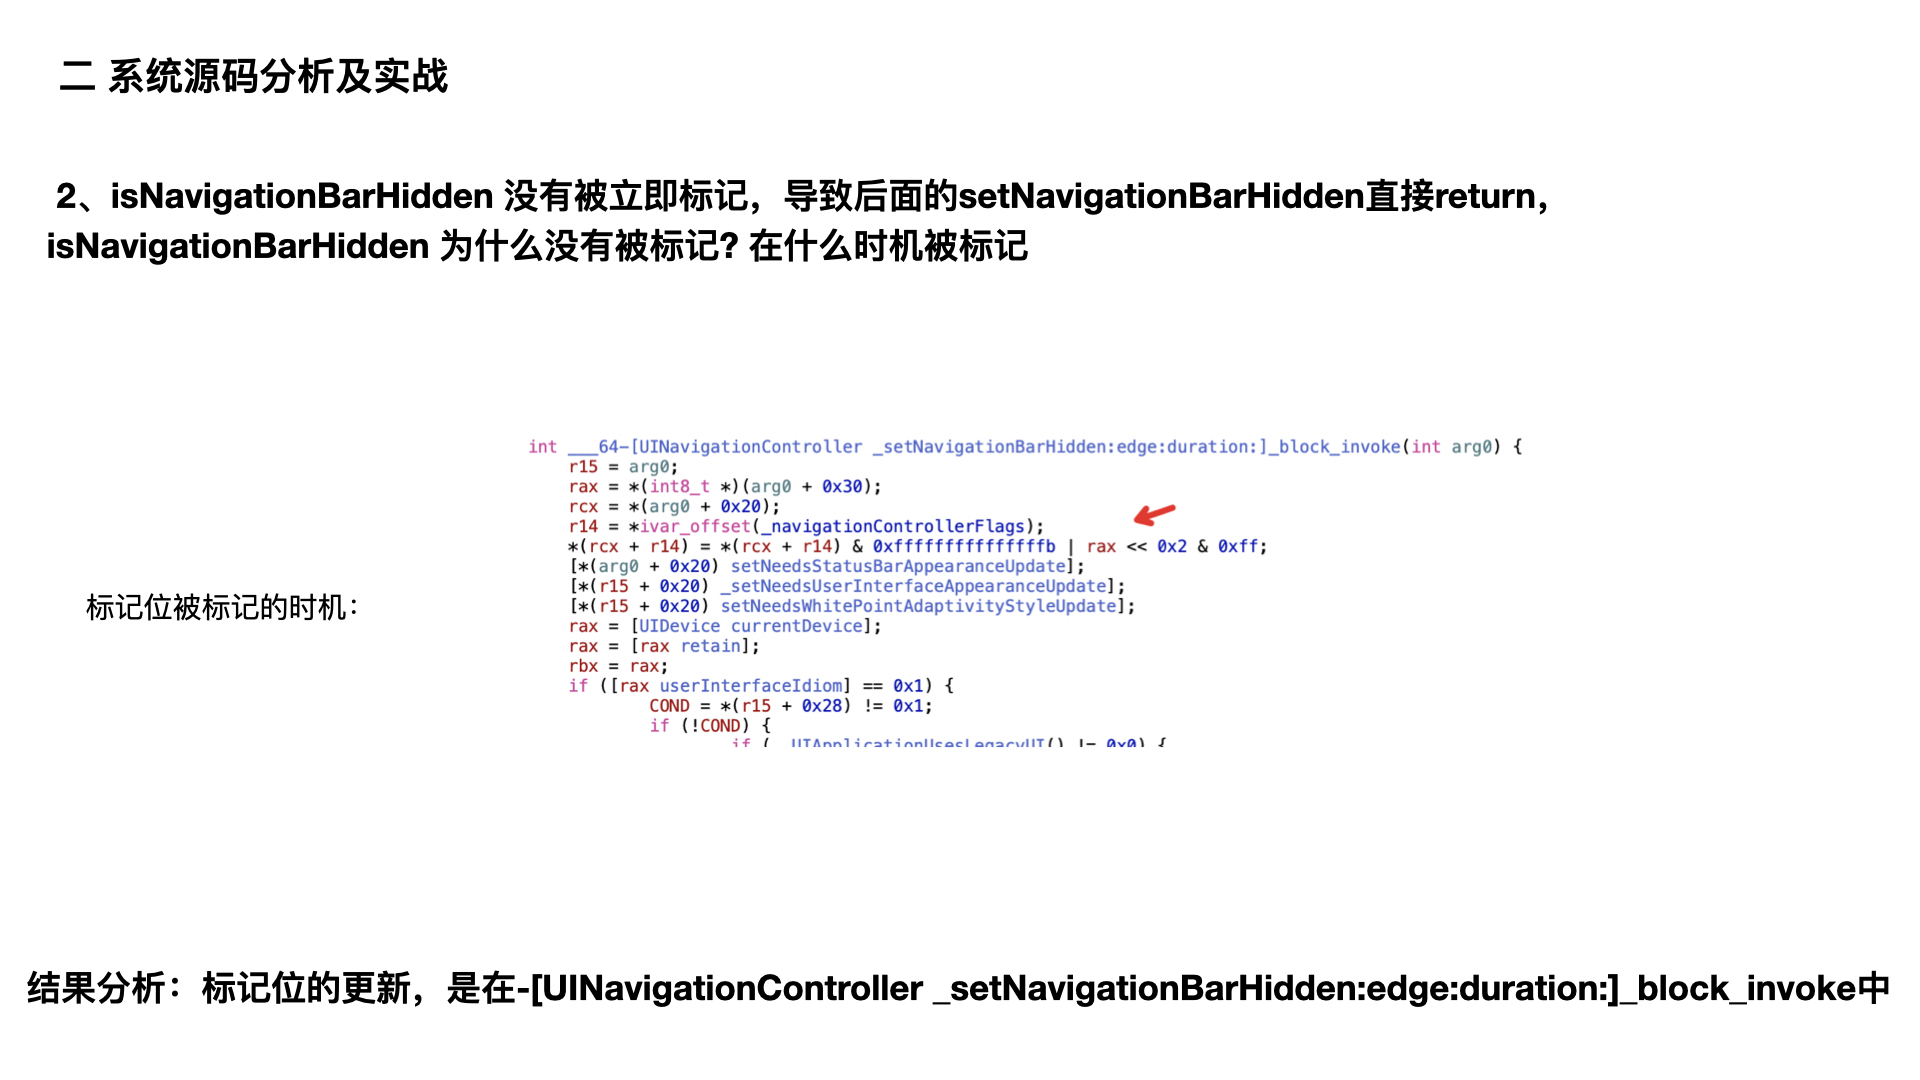 二 系统源码分析及实战
2、isNavigationBarHidden 没有被立即标记，导致后面的setNavigationBarHidden直接return，
isNavigationBarHidden 为什么没有被标记? 在什么时机被标记
int ___64-[UINavigationController _setNavigationBarHidden:edge:duration:]_block_invoke(int arg0) {
r15 = arg0;
rax = *(int8_t *)(arg0 + 0x30);
rcx = *(arg0 + 0x20);
r14 = *ivar_offset(_navigationControllerFlags);
*(rcx + r14) = *(rcx + r14) & 0xfffffffffffffffb | rax << 0x2 & 0xff;
[*(arg0 + 0x20) setNeedsStatusBarAppearanceUpdate];
[*(r15 + 0x20) _setNeedsUserInterfaceAppearanceUpdate];
[*(r15 + 0x20) setNeedsWhitePointAdaptivityStyleUpdate];
标记位被标记的时机：
rax = [UIDevice currentDevice];
rax = [rax retain];
rbx = rax;
if ([rax userInterfaceIdiom] == 0x1) {
COND = *(r15 + 0x28) != 0x1;
if (!COND) {
if (__UIApplicationUsesLegacyUI() != 0x0) {
结果分析：标记位的更新，是在-[UINavigationController _setNavigationBarHidden:edge:duration:]_block_invoke中